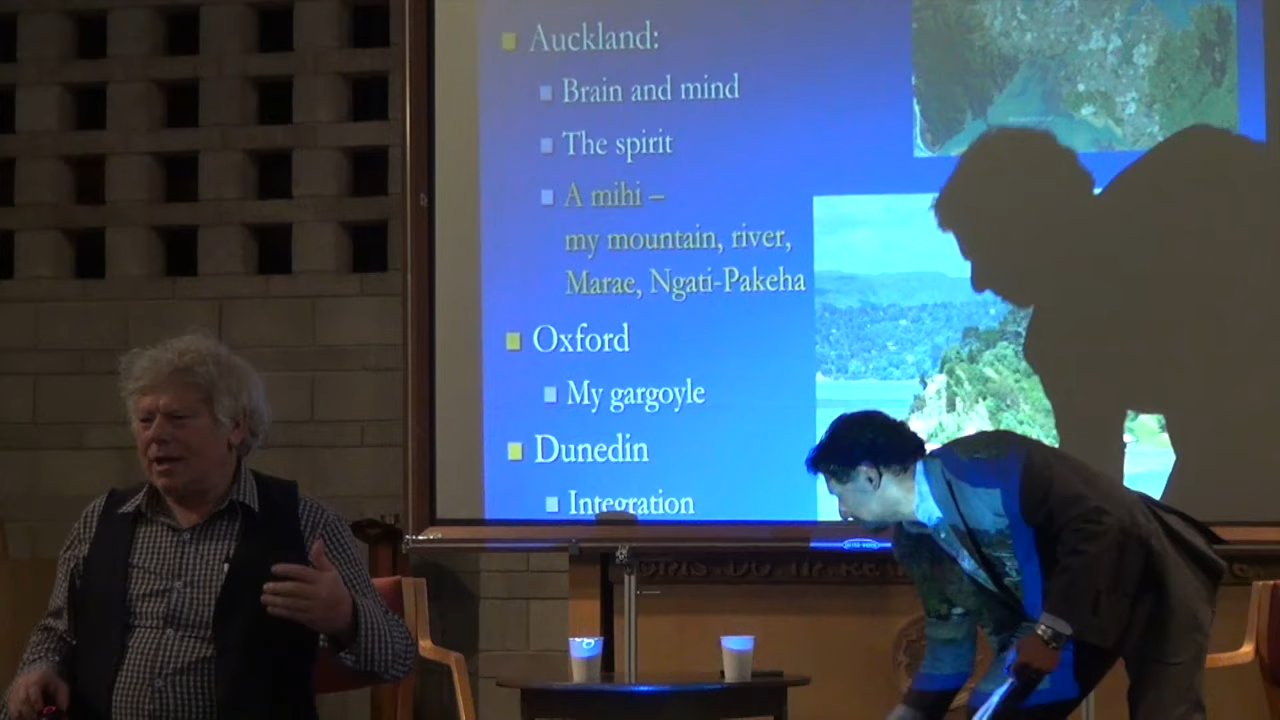 Auckland:
Brain and mind
The spirit
A mihi –
my mountain, river,
Marae, Ngati-Pakeha
Oxford
My gargoyle
Dunedin
Integration